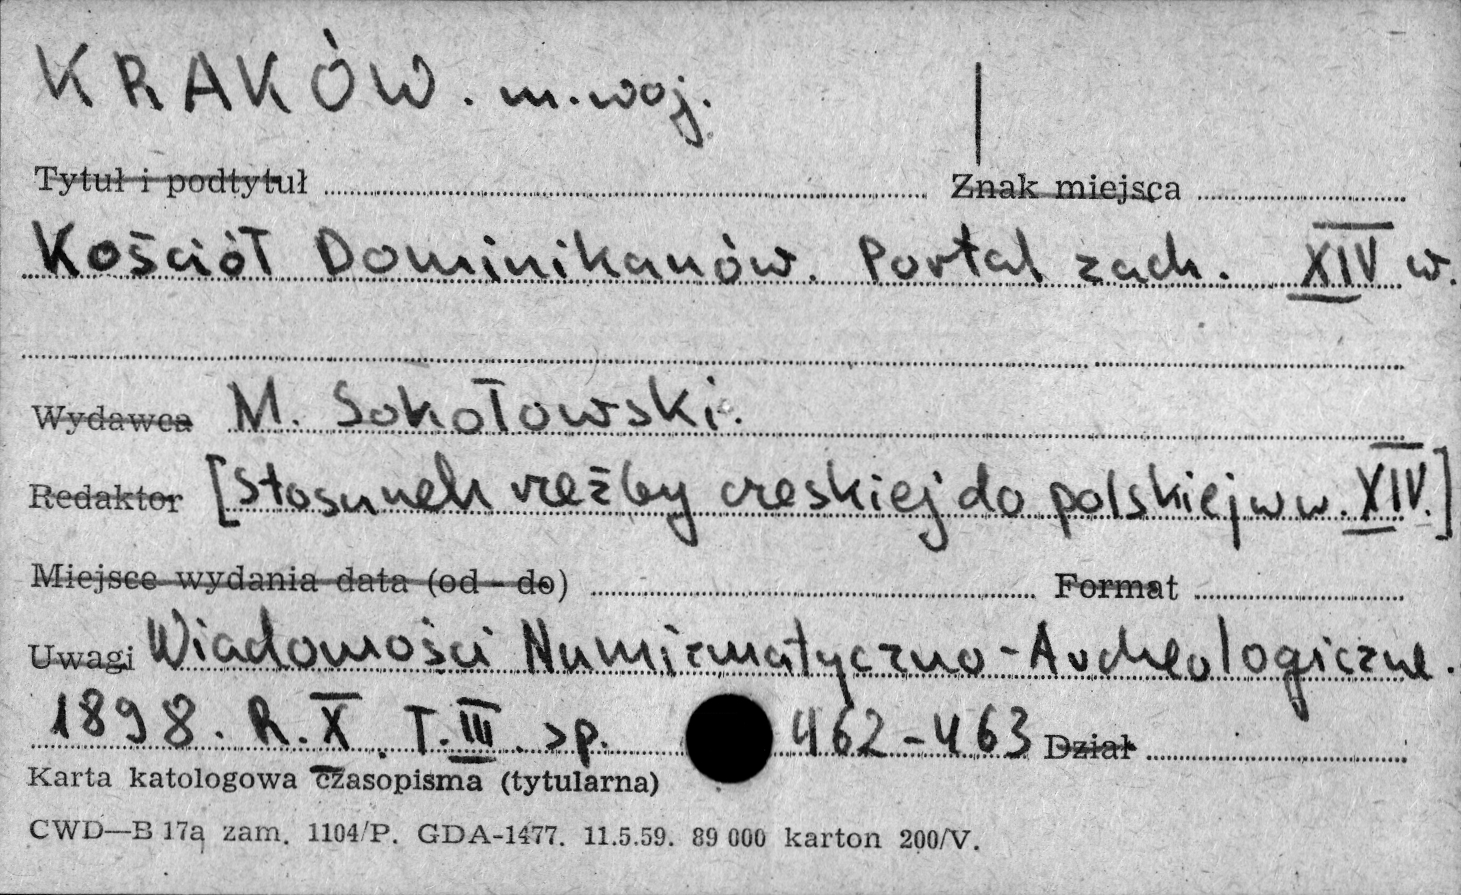 KRAKÓW. m. woj.
Tytuł i podtytuł Znak miejsca
Kościół Dominikanów. Portal zach. XIV w.
Wydawca M. Sokołowski.
Redaktor [Stosunek rzeźby czeskiej do polskiej w w. XIV.]
Miejsce wydania data (od - do) Format
Uwagi Wiadomości Numizmatyczno-Archeologiczne.
1898. R. X. T. III. sp. 462-463 Dział
Karta katologowa czasopisma (tytularna)
CWD—B 17a zam. 1104/P. GDA-1477. 11.5.59. 89 000 karton 200/V.